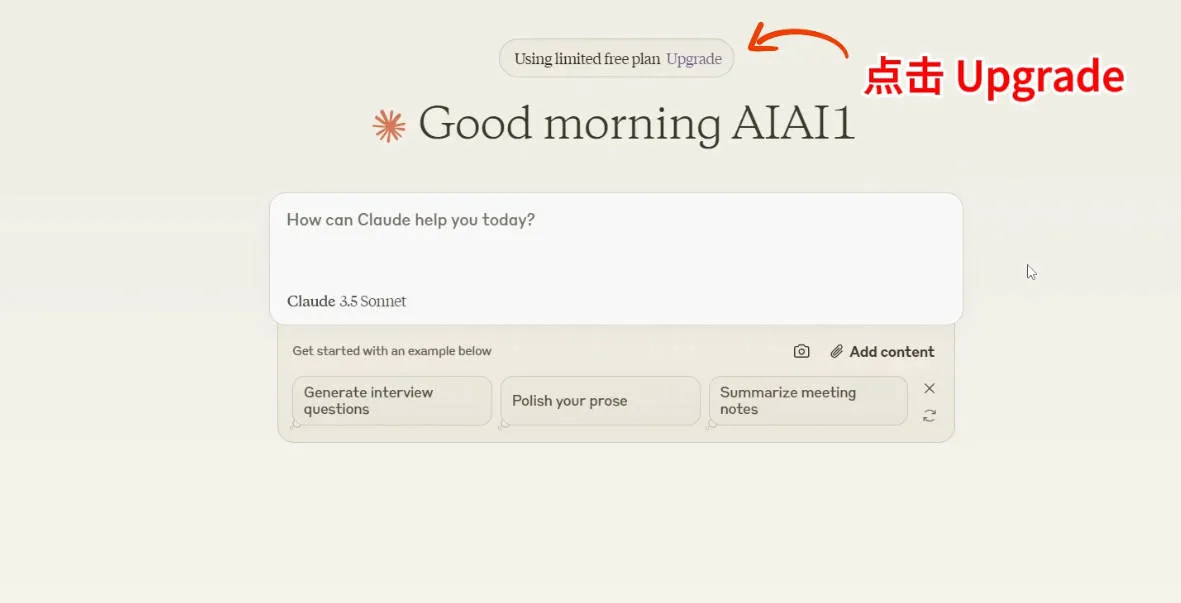 Using limited free plan Upgrade
点击 Upgrade
Good morning AIAI1
How can Claude help you today?
Claude 3.5 Sonnet
Get started with an example below
Add content
Generate interview
questions
Polish your prose
Summarize meeting
notes